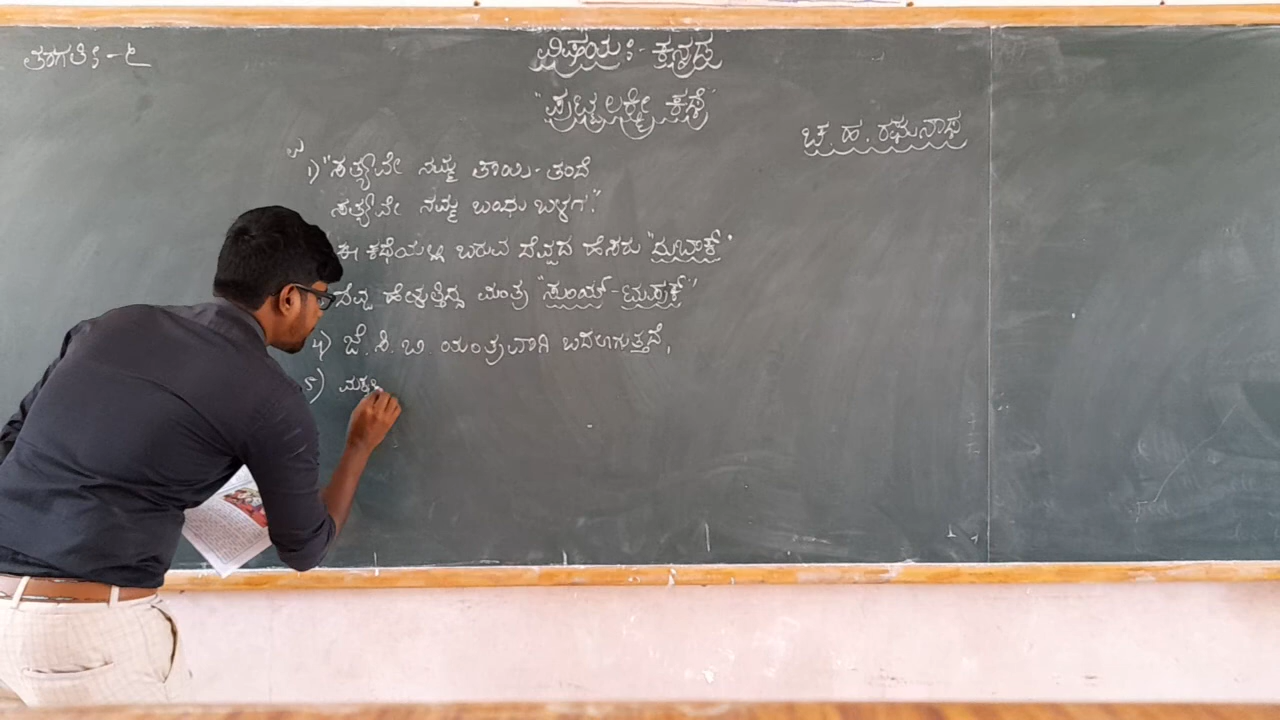 ತರಗತಿ :- ೯
ವಿಷಯ :- ಕನ್ನಡ
"ಪುಟ್ಟಲಕ್ಷ್ಮೀ ಕಥೆ"
ಚ. ಹ. ರಘುನಾಥ
೧) "ಸತ್ಯವೇ ನಮ್ಮ ತಾಯಿ-ತಂದೆ
ಸತ್ಯವೇ ನಮ್ಮ ಬಂಧು ಬಳಗ."
ಈ ಕಥೆಯಲ್ಲಿ ಬರುವ ದೆವ್ವದ ಹೆಸರು
ದೆವ್ವ ಹೇಳುತ್ತಿದ್ದ ಮಂತ್ರ
೪) ಜೆ. ಸಿ. ಬಿ. ಯಂತ್ರವಾಗಿ ಬದಲಾಗುತ್ತದೆ,
೫)